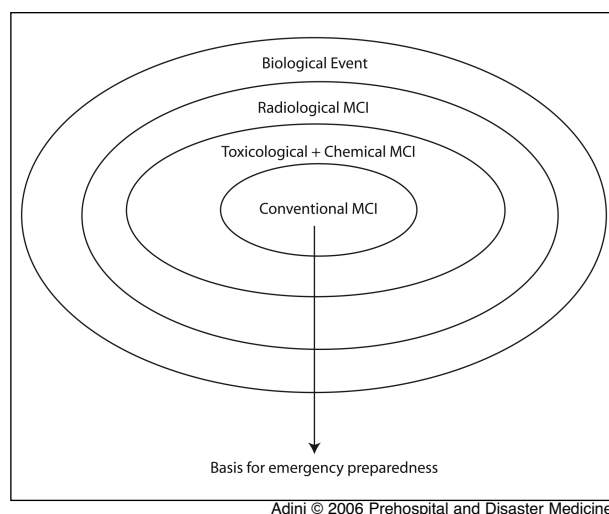 Biological Event
Radiological MCI
Toxicological + Chemical MCI
Conventional MCI
Basis for emergency preparedness
Adini © 2006 Prehospital and Disaster Medicine